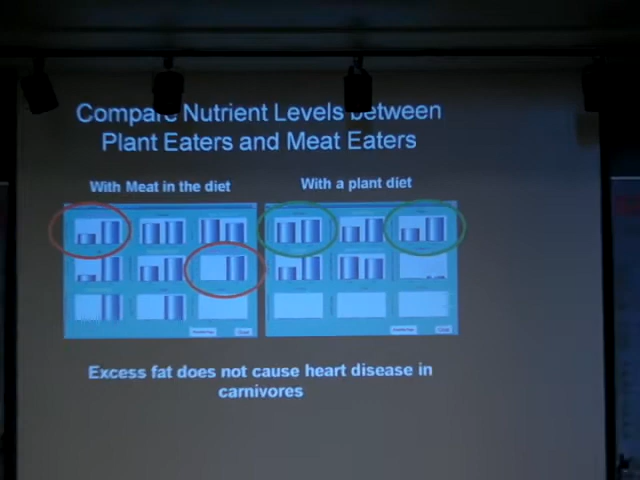 Compare Nutrient Levels between
Plant Eaters and Meat Eaters
With Meat in the diet
With a plant diet
Excess fat does not cause heart disease in
carnivores